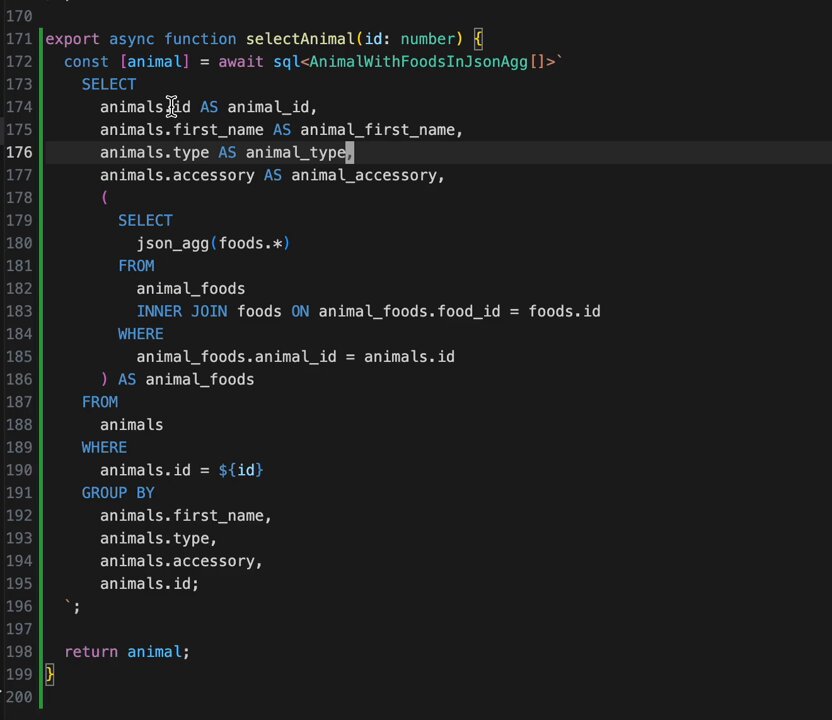 170
171 export async function selectAnimal(id: number) {
172 const [animal] = await sql<AnimalWithFoodsInJsonAgg[]>`
173 SELECT
174 animals.id AS animal_id,
175 animals.first_name AS animal_first_name,
176 animals.type AS animal_type,
177 animals.accessory AS animal_accessory,
178 (
179 SELECT
180 json_agg(foods.*)
181 FROM
182 animal_foods
183 INNER JOIN foods ON animal_foods.food_id = foods.id
184 WHERE
185 animal_foods.animal_id = animals.id
186 ) AS animal_foods
187 FROM
188 animals
189 WHERE
190 animals.id = ${id}
191 GROUP BY
192 animals.first_name,
193 animals.type,
194 animals.accessory,
195 animals.id;
196 `;
197
198 return animal;
199 }
200